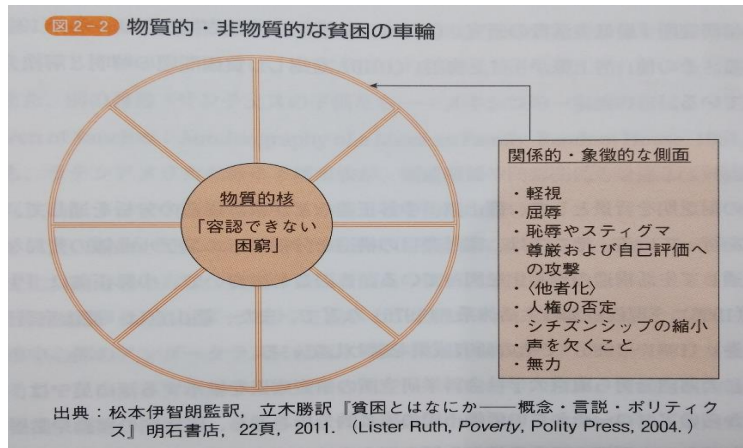 図2-2 物質的・非物質的な貧困の車輪
物質的核
「容認できない
困窮」
関係的・象徴的な側面
・軽視
・屈辱
・恥辱やスティグマ
・尊厳および自己評価へ
の攻撃
・〈他者化〉
・人権の否定
・シチズンシップの縮小
・声を欠くこと
・無力
出典：松本伊智朗監訳，立木勝訳『貧困とはなにか——概念・言説・ポリティク
ス』明石書店，22頁，2011.（Lister Ruth, Poverty, Polity Press, 2004.）